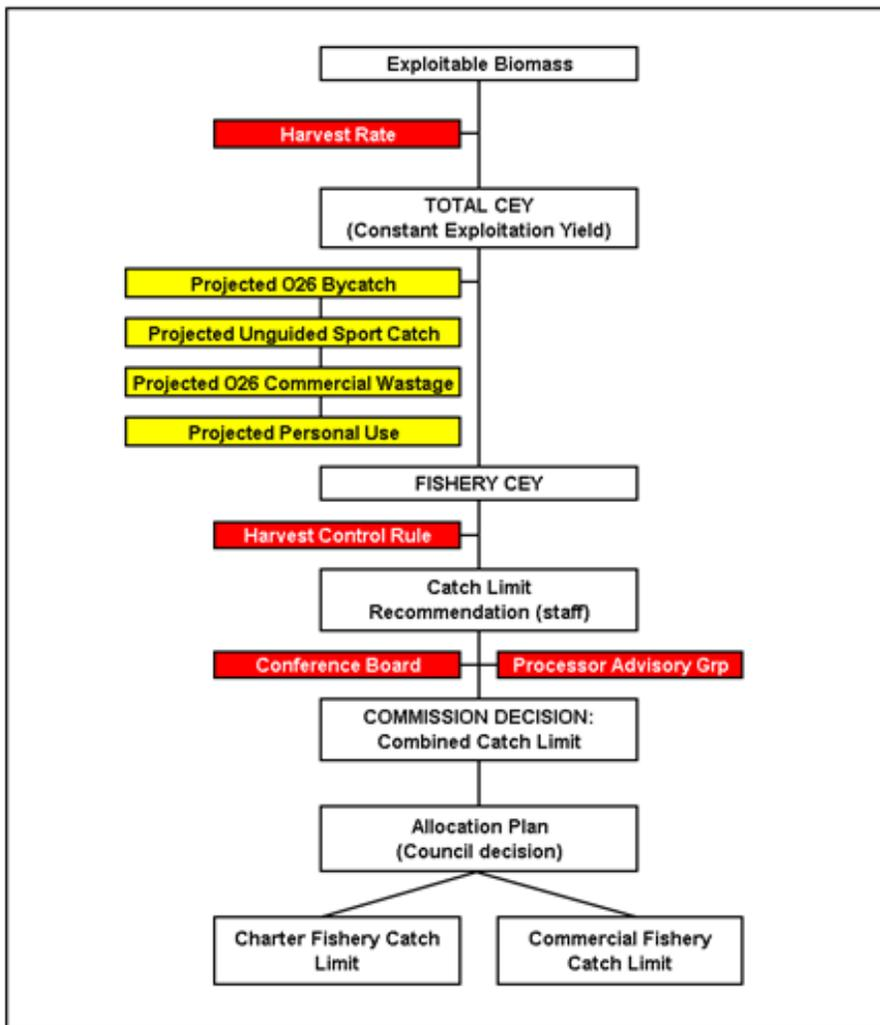 Exploitable Biomass
Harvest Rate
TOTAL CEY
(Constant Exploitation Yield)
Projected O26 Bycatch
Projected Unguided Sport Catch
Projected O26 Commercial Wastage
Projected Personal Use
FISHERY CEY
Harvest Control Rule
Catch Limit
Recommendation (staff)
Conference Board
Processor Advisory Grp
COMMISSION DECISION:
Combined Catch Limit
Allocation Plan
(Council decision)
Charter Fishery Catch
Limit
Commercial Fishery
Catch Limit